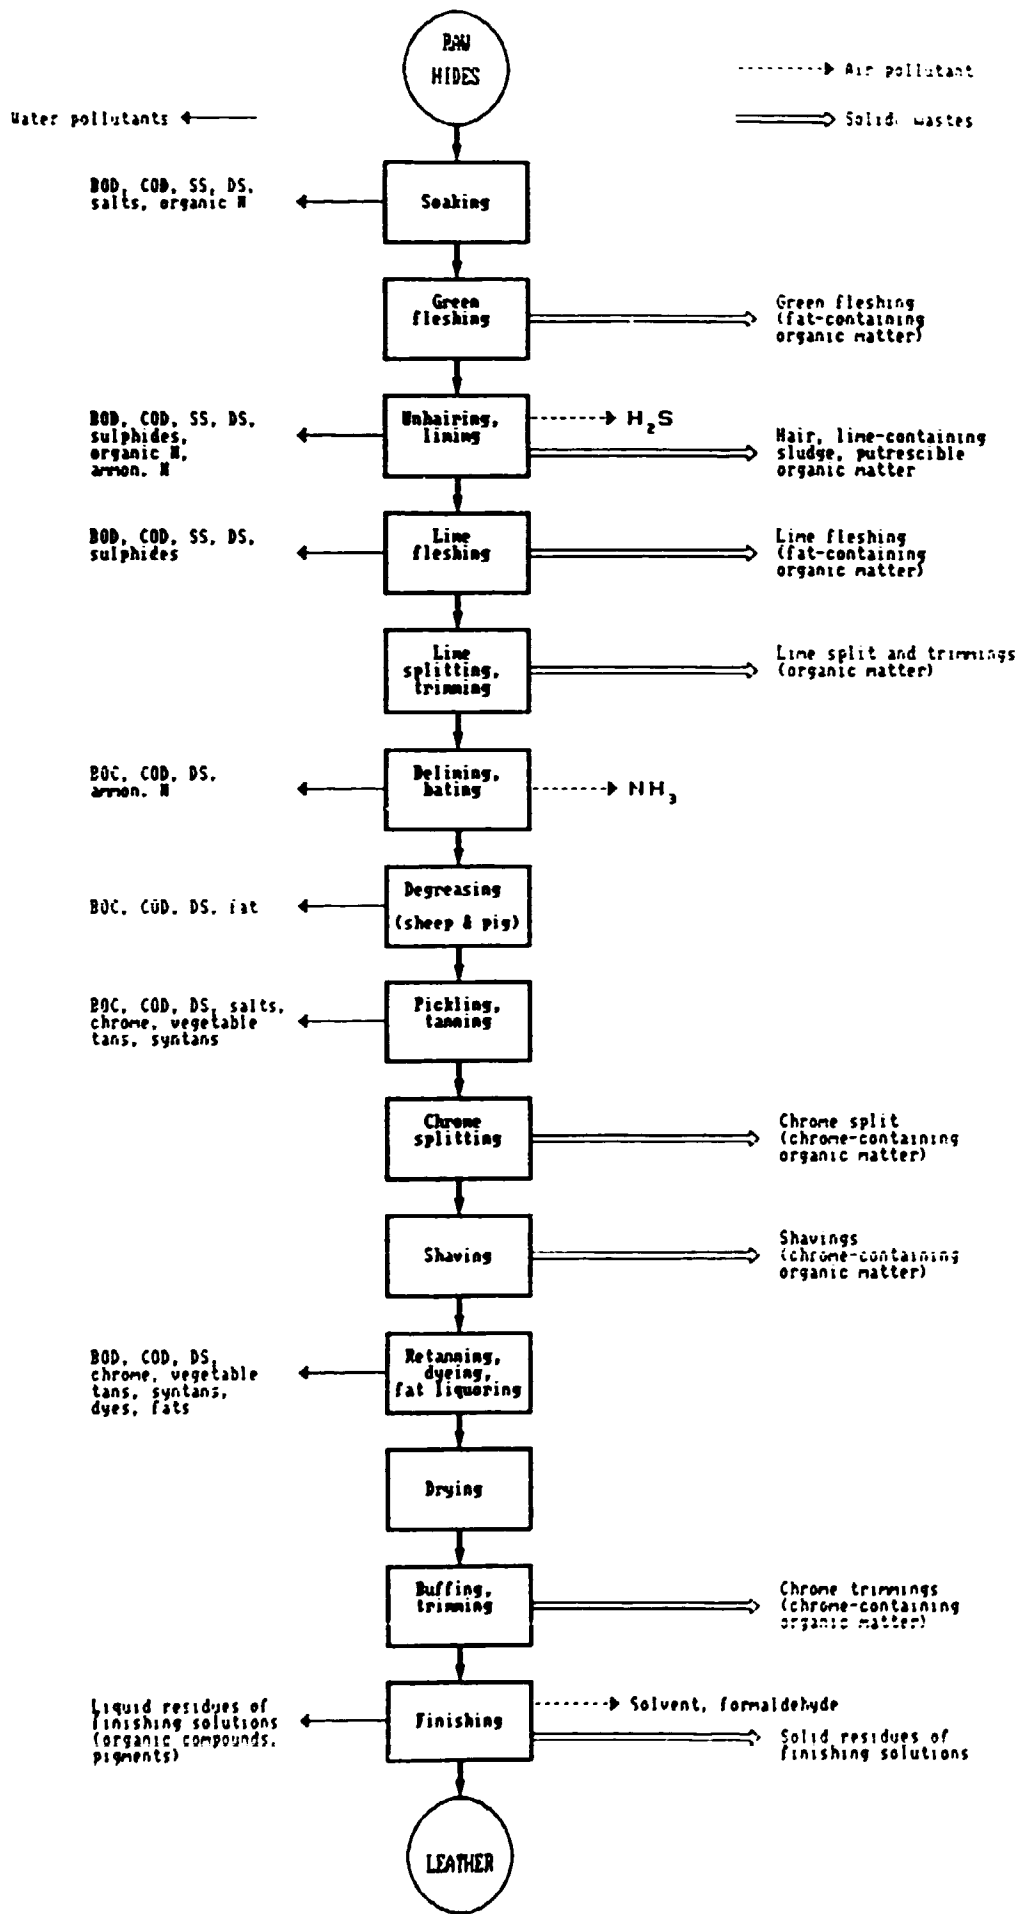 RAW
HIDES
Air pollutant
Water pollutants
Solid wastes
BOD, COD, SS, DS,
salts, organic N
Soaking
Green
fleshing
Green fleshing
(fat-containing
organic matter)
BOD, COD, SS, DS,
sulphides,
organic N,
ammon. N
Unhairing,
liming
H₂S
Hair, lime-containing
sludge, putrescible
organic matter
BOD, COD, SS, DS,
sulphides
Lime
fleshing
Lime fleshing
(fat-containing
organic matter)
Lime
splitting,
trimming
Lime split and trimmings
(organic matter)
BOC, COD, DS,
ammon. N
Deliming,
bating
NH₃
BOC, COD, DS, fat
Degreasing
(sheep & pig)
BOC, COD, DS, salts,
chrome, vegetable
tans, syntans
Pickling,
tanning
Chrome
splitting
Chrome split
(chrome-containing
organic matter)
Shaving
Shavings
(chrome-containing
organic matter)
BOD, COD, DS,
chrome, vegetable
tans, syntans,
dyes, fats
Retanning,
dyeing,
fat liquoring
Drying
Buffing,
trimming
Chrome trimmings
(chrome-containing
organic matter)
Liquid residues of
finishing solutions
(organic compounds,
pigments)
Finishing
Solvent, formaldehyde
Solid residues of
finishing solutions
LEATHER